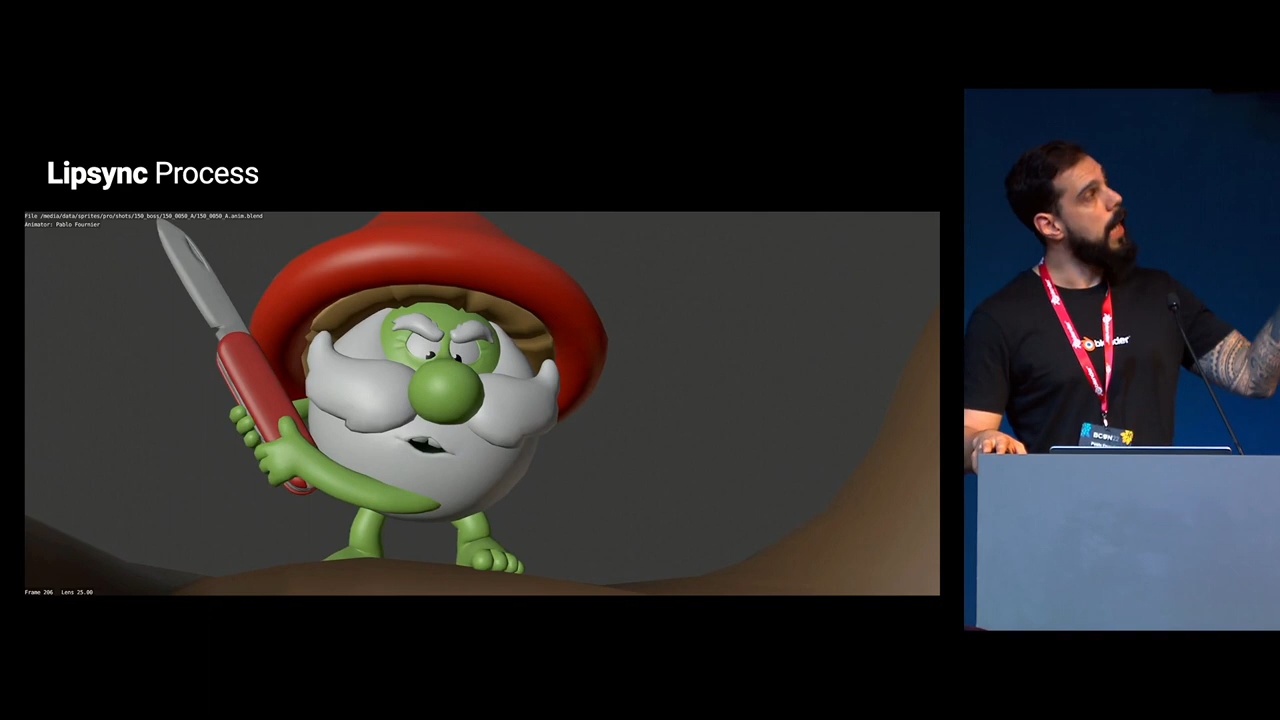 Lipsync Process
File /media/data/sprites/pro/shots/150_boss/150_0050_A/150_0050_A.anim.blend
Animator: Pablo Fournier
Frame 206 Lens 25.00
blender
BCON